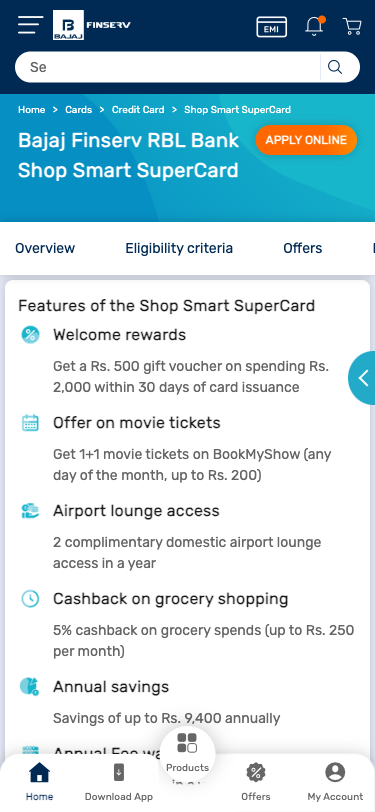 BAJAJ FINSERV
EMI
Se
Home > Cards > Credit Card > Shop Smart SuperCard
Bajaj Finserv RBL Bank
Shop Smart SuperCard
APPLY ONLINE
Overview Eligibility criteria Offers
Features of the Shop Smart SuperCard
Welcome rewards
Get a Rs. 500 gift voucher on spending Rs.
2,000 within 30 days of card issuance
Offer on movie tickets
Get 1+1 movie tickets on BookMyShow (any
day of the month, up to Rs. 200)
Airport lounge access
2 complimentary domestic airport lounge
access in a year
Cashback on grocery shopping
5% cashback on grocery spends (up to Rs. 250
per month)
Annual savings
Savings of up to Rs. 9,400 annually
Annual Fee
Products
Home Download App Offers My Account